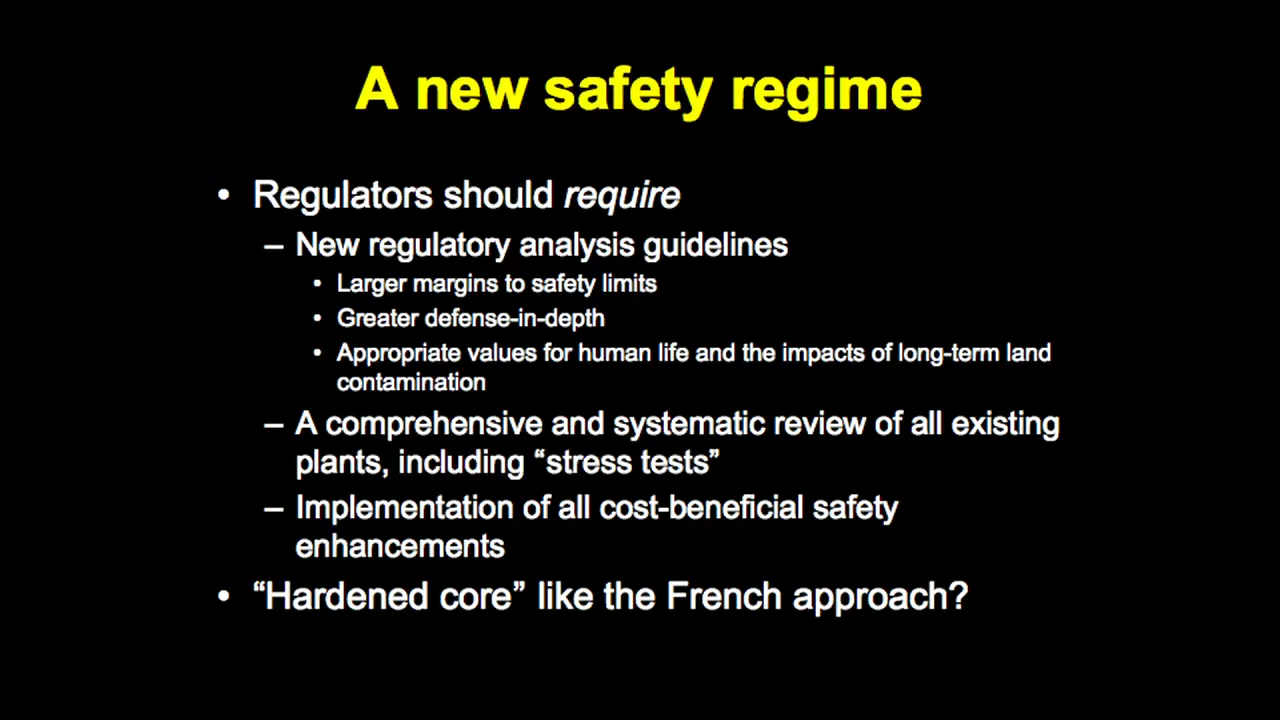 A new safety regime
• Regulators should require
– New regulatory analysis guidelines
• Larger margins to safety limits
• Greater defense-in-depth
• Appropriate values for human life and the impacts of long-term land
contamination
– A comprehensive and systematic review of all existing
plants, including “stress tests”
– Implementation of all cost-beneficial safety
enhancements
• “Hardened core” like the French approach?